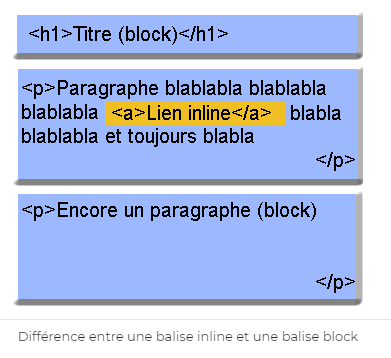 <h1>Titre (block)</h1>
<p>Paragraphe blablabla blablabla
blablabla <a>Lien inline</a> blabla
blablabla et toujours blabla
</p>
<p>Encore un paragraphe (block)
</p>
Différence entre une balise inline et une balise block